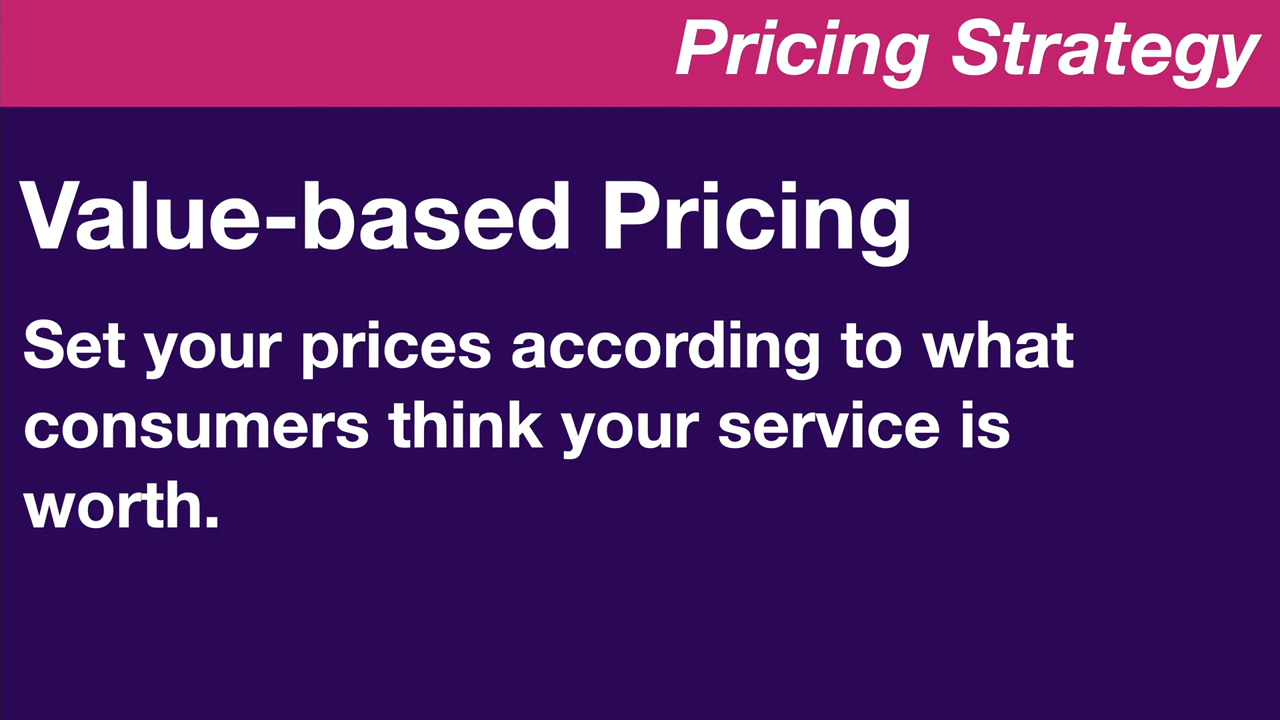 Pricing Strategy
Value-based Pricing
Set your prices according to what
consumers think your service is
worth.